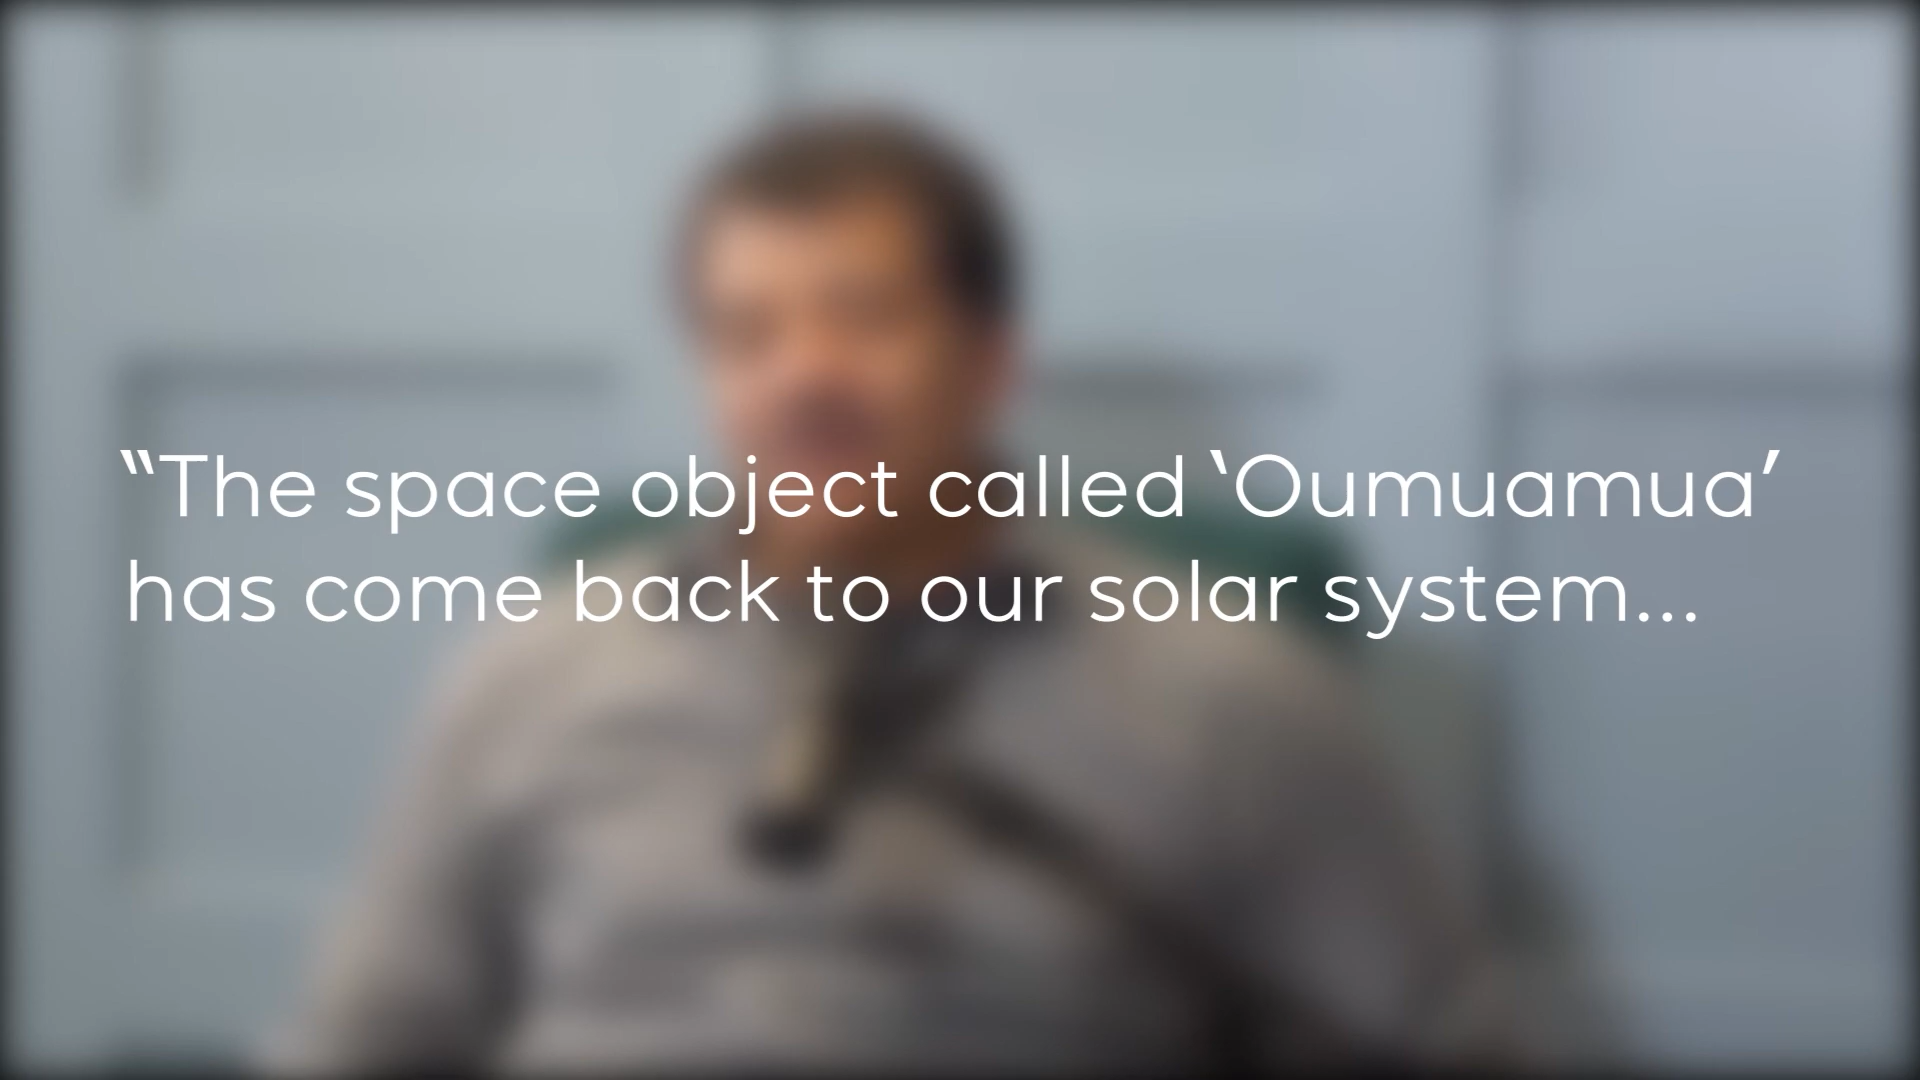 “The space object called ‘Oumuamua’
has come back to our solar system...